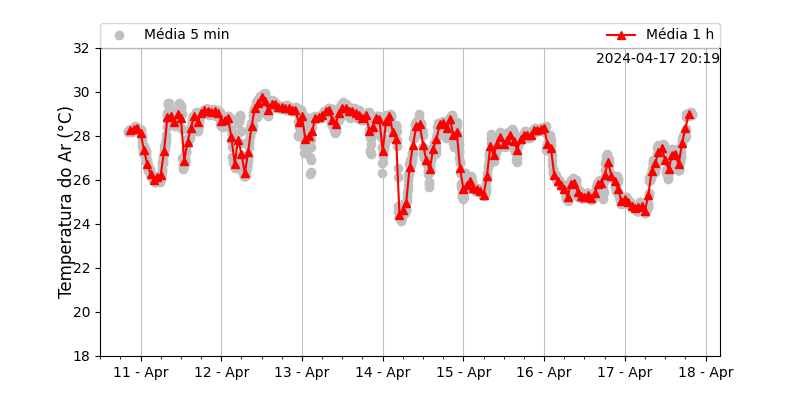 Média 5 min
Média 1 h
2024-04-17 20:19
Temperatura do Ar (°C)
32
30
28
26
24
22
20
18
11 - Apr
12 - Apr
13 - Apr
14 - Apr
15 - Apr
16 - Apr
17 - Apr
18 - Apr